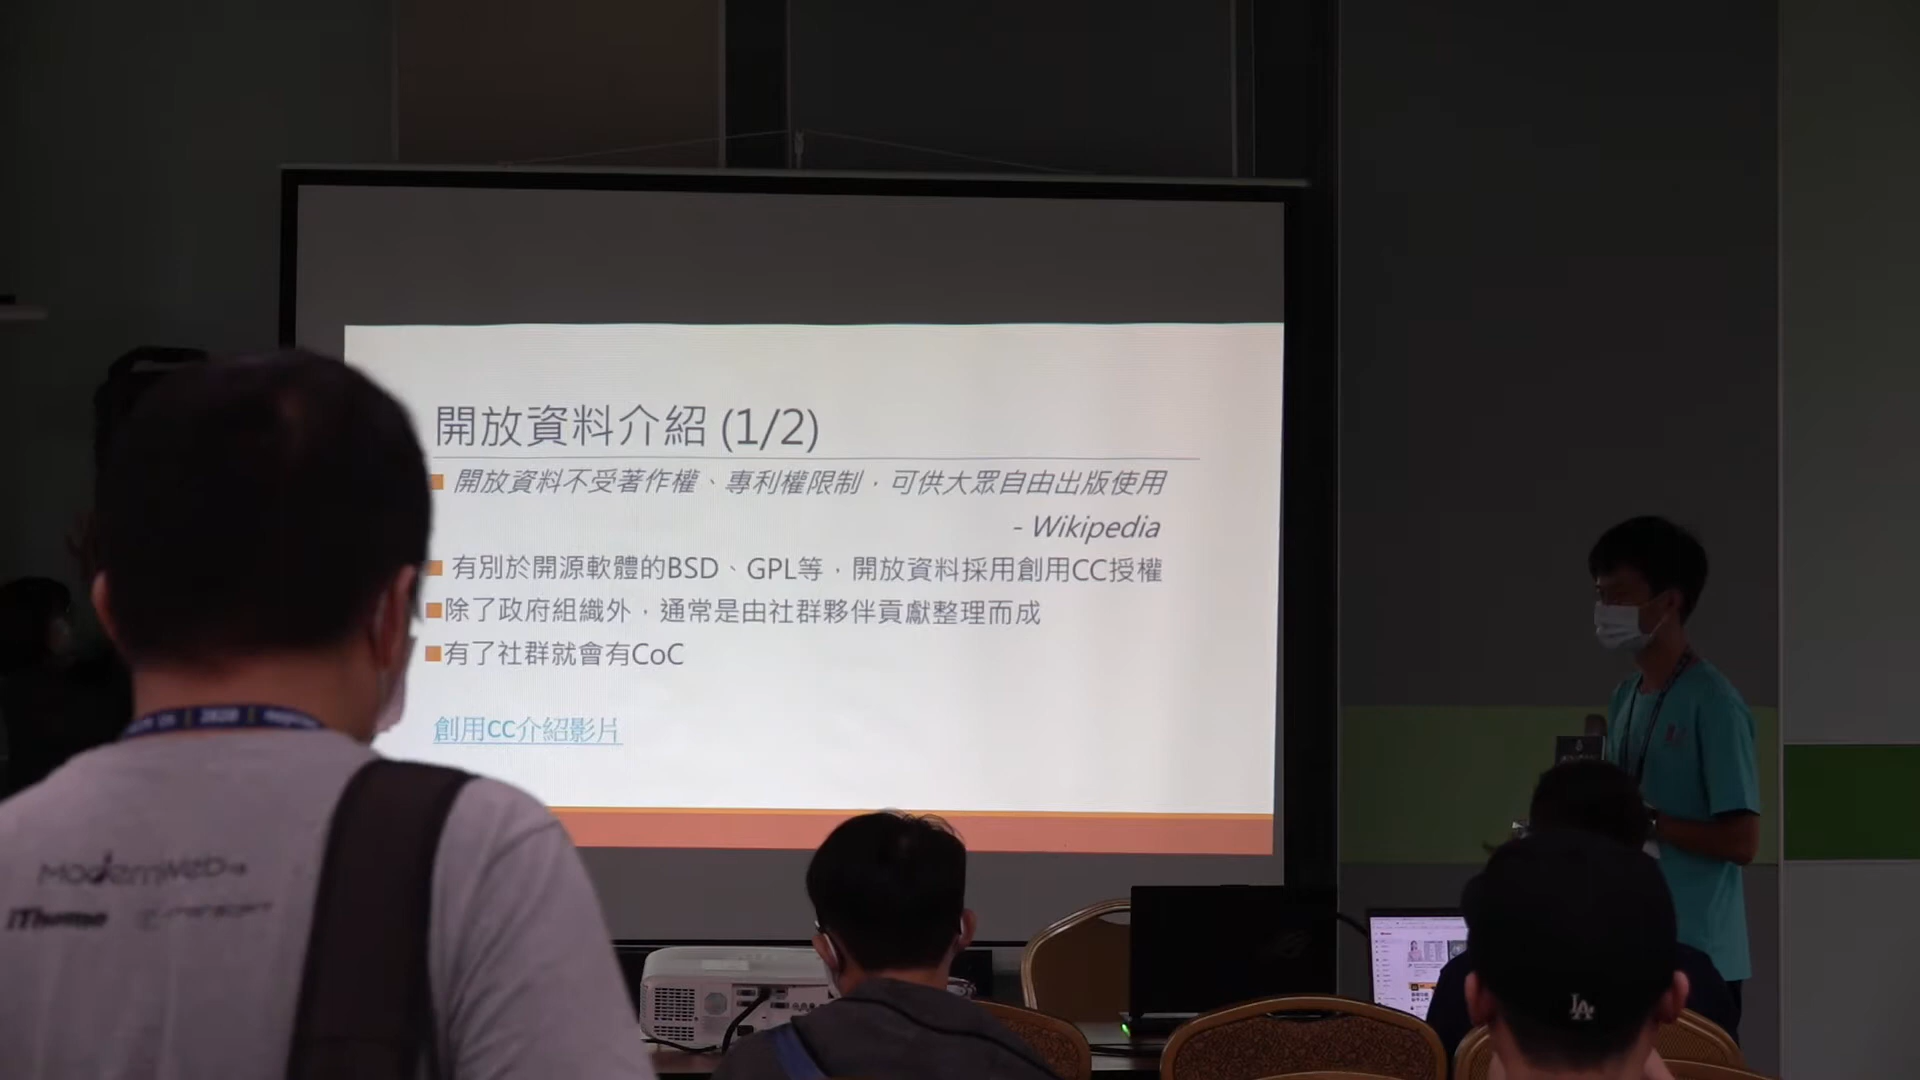 開放資料介紹 (1/2)
開放資料不受著作權、專利權限制，可供大眾自由出版使用
- Wikipedia
有別於開源軟體的BSD、GPL等，開放資料採用創用CC授權
除了政府組織外，通常是由社群夥伴貢獻整理而成
有了社群就會有CoC
創用CC介紹影片
2020
ModernWeb
iThome
LA